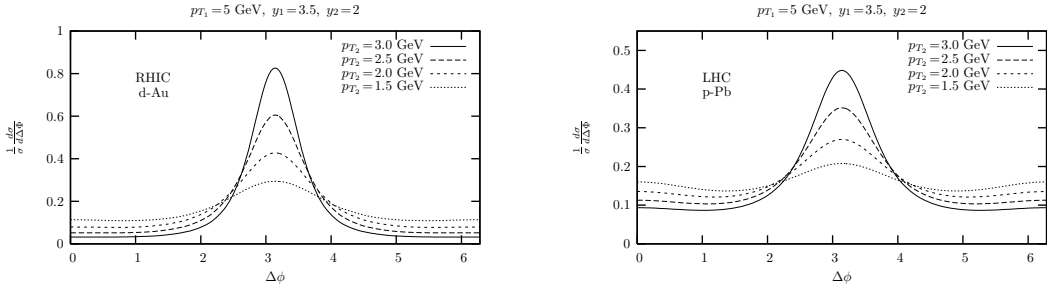 p_{T_1}=5 GeV, y_1=3.5, y_2=2
1
0.8
0.6
0.4
0.2
0
p_{T_2}=3.0 GeV
p_{T_2}=2.5 GeV
p_{T_2}=2.0 GeV
p_{T_2}=1.5 GeV
RHIC
d-Au
\frac{1}{σ} \frac{dσ}{dΔΦ}
0 1 2 3 4 5 6
Δϕ
p_{T_1}=5 GeV, y_1=3.5, y_2=2
0.5
0.4
0.3
0.2
0.1
0
p_{T_2}=3.0 GeV
p_{T_2}=2.5 GeV
p_{T_2}=2.0 GeV
p_{T_2}=1.5 GeV
LHC
p-Pb
\frac{1}{σ} \frac{dσ}{dΔΦ}
0 1 2 3 4 5 6
Δϕ